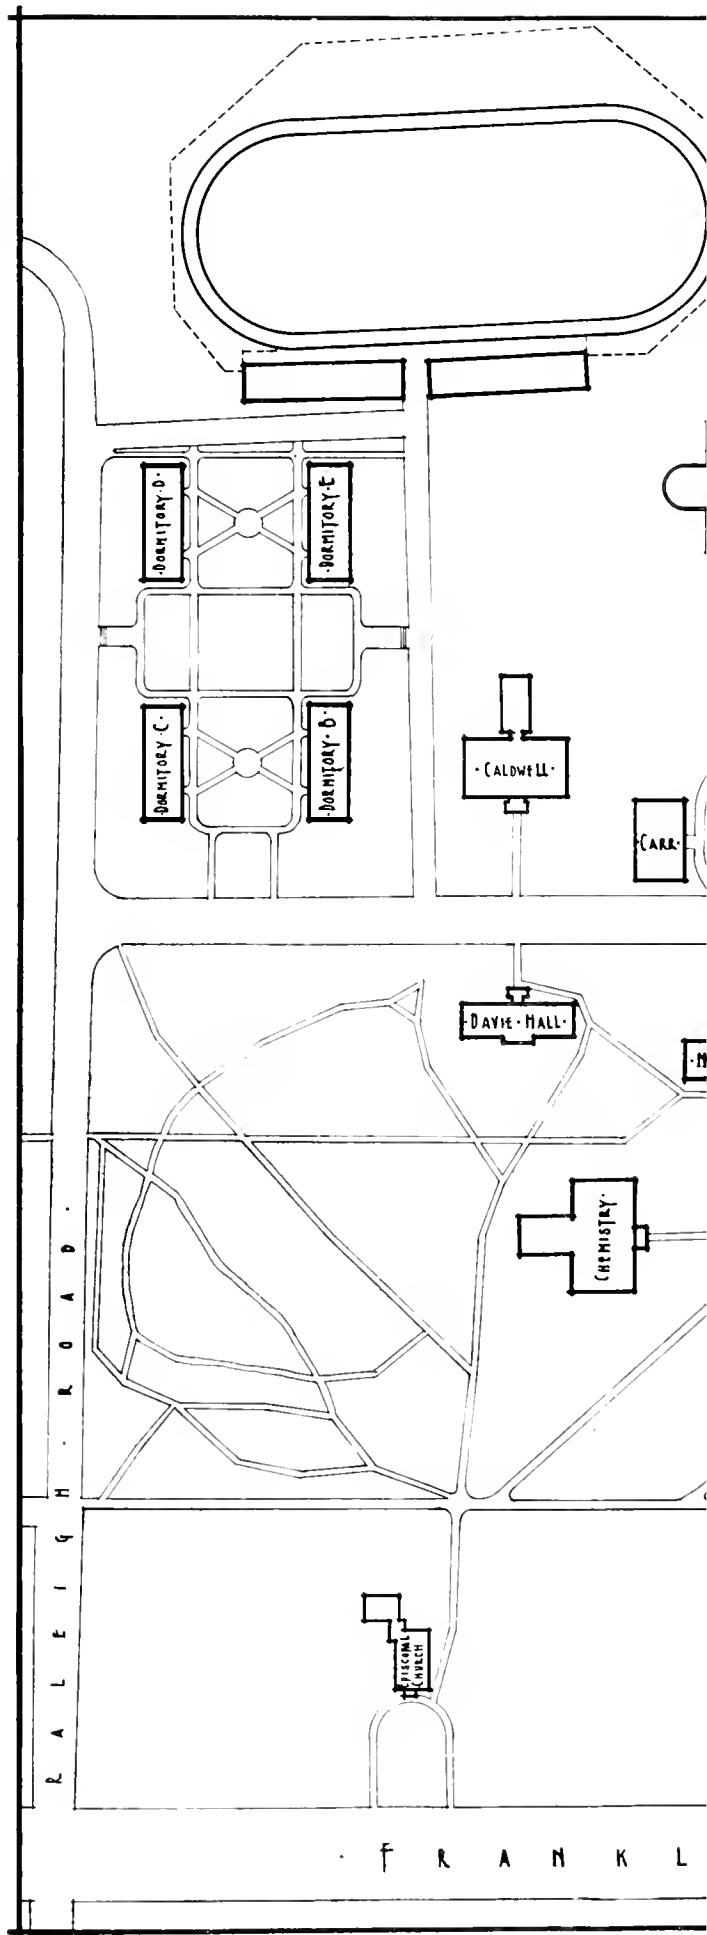 ·DORMITORY·D·
·DORMITORY·E·
·DORMITORY·C·
·DORMITORY·B·
·CALDWELL·
·CARR·
·DAVIE·HALL·
·CHEMISTRY·
RALEIGH·ROAD·
EPISCOPAL
CHURCH
·FRANKL